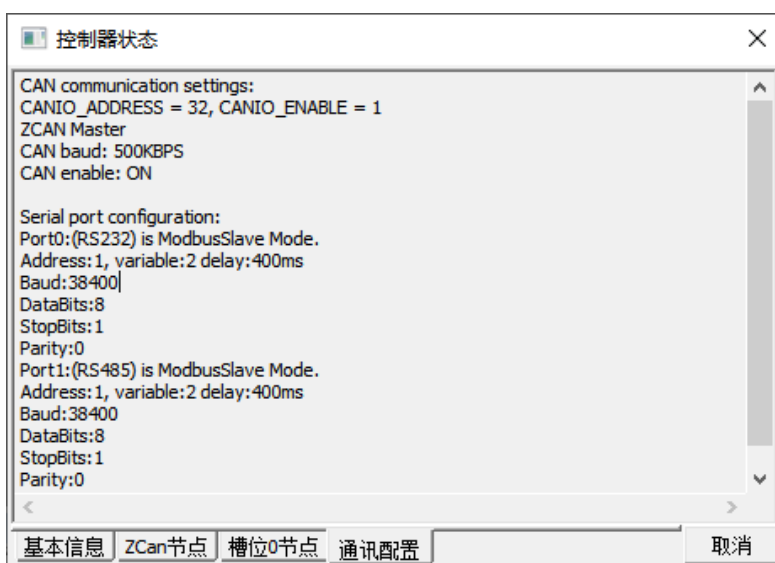 控制器状态
CAN communication settings:
CANIO_ADDRESS = 32, CANIO_ENABLE = 1
ZCAN Master
CAN baud: 500KBPS
CAN enable: ON
Serial port configuration:
Port0:(RS232) is ModbusSlave Mode.
Address:1, variable:2 delay:400ms
Baud:38400
DataBits:8
StopBits:1
Parity:0
Port1:(RS485) is ModbusSlave Mode.
Address:1, variable:2 delay:400ms
Baud:38400
DataBits:8
StopBits:1
Parity:0
基本信息 ZCan节点 槽位0节点 通讯配置 取消